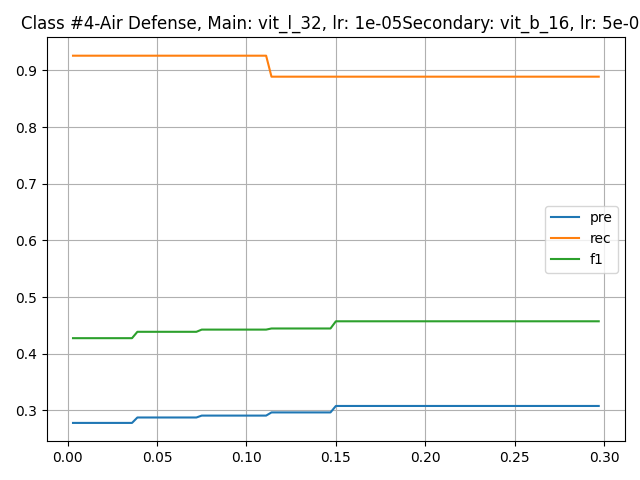 Class #4-Air Defense, Main: vit_l_32, lr: 1e-05Secondary: vit_b_16, lr: 5e-0
0.9
0.8
0.7
0.6
0.5
0.4
0.3
pre
rec
f1
0.00 0.05 0.10 0.15 0.20 0.25 0.30